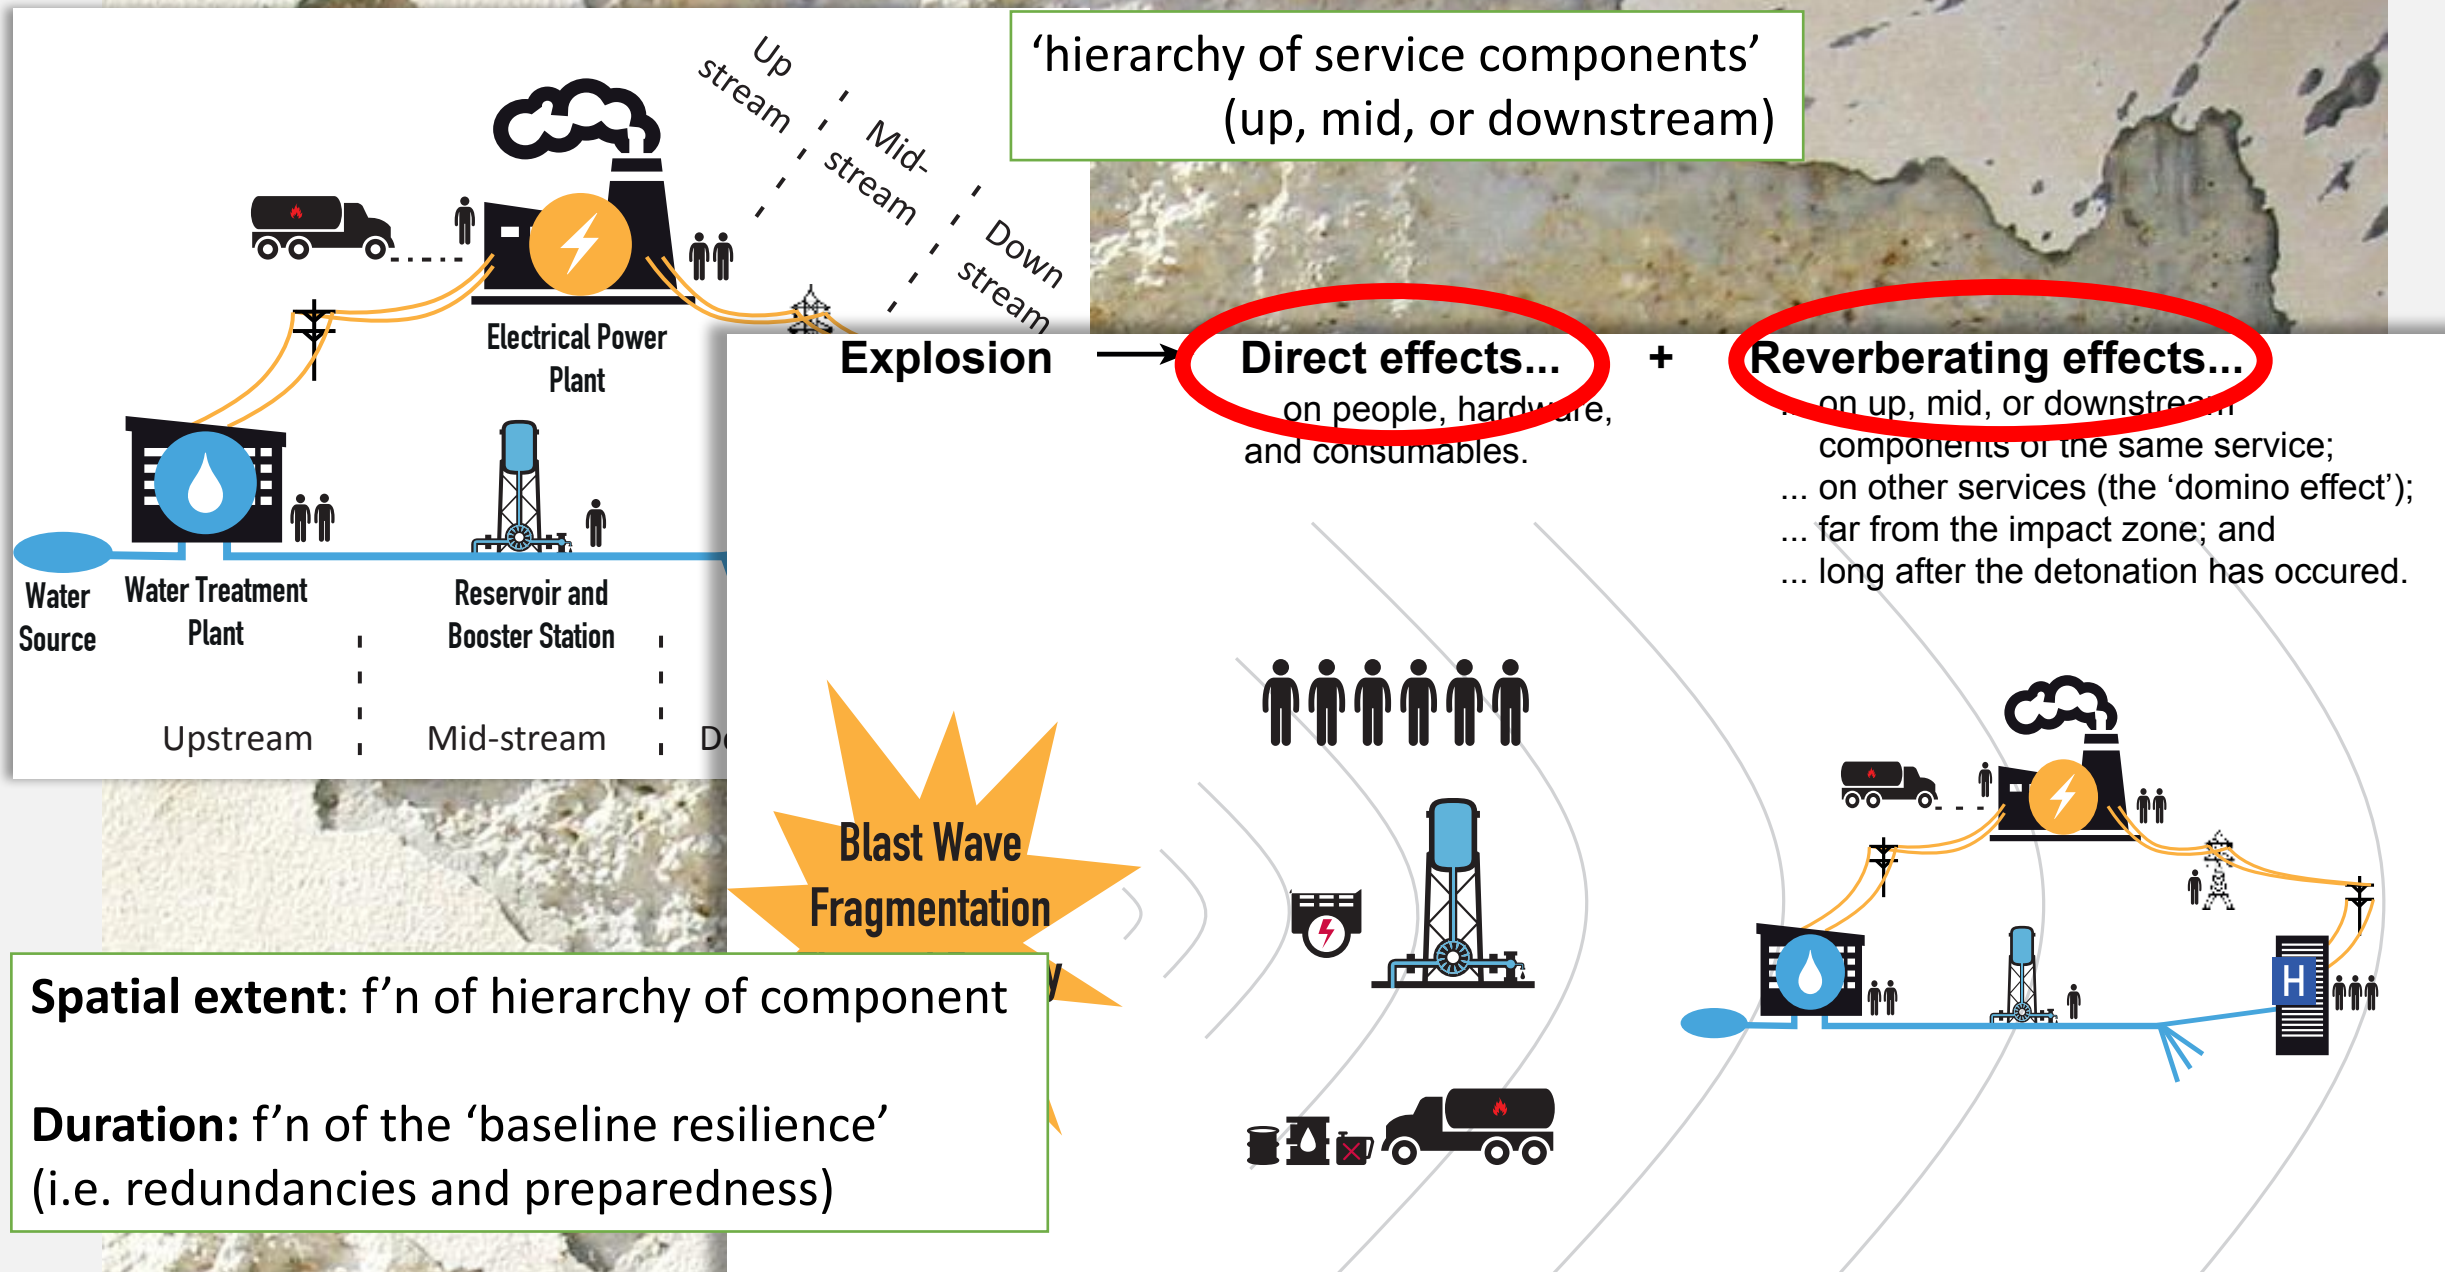 Up
stream
Mid-
stream
Down
stream
‘hierarchy of service components’
(up, mid, or downstream)
Electrical Power
Plant
Water
Source
Water Treatment
Plant
Reservoir and
Booster Station
Upstream
Mid-stream
Explosion
Direct effects...
on people, hardware,
and consumables.
+
Reverberating effects...
... on up, mid, or downstream
components of the same service;
... on other services (the ‘domino effect’);
... far from the impact zone; and
... long after the detonation has occured.
Blast Wave
Fragmentation
H
Spatial extent: f’n of hierarchy of component
Duration: f’n of the ‘baseline resilience’
(i.e. redundancies and preparedness)